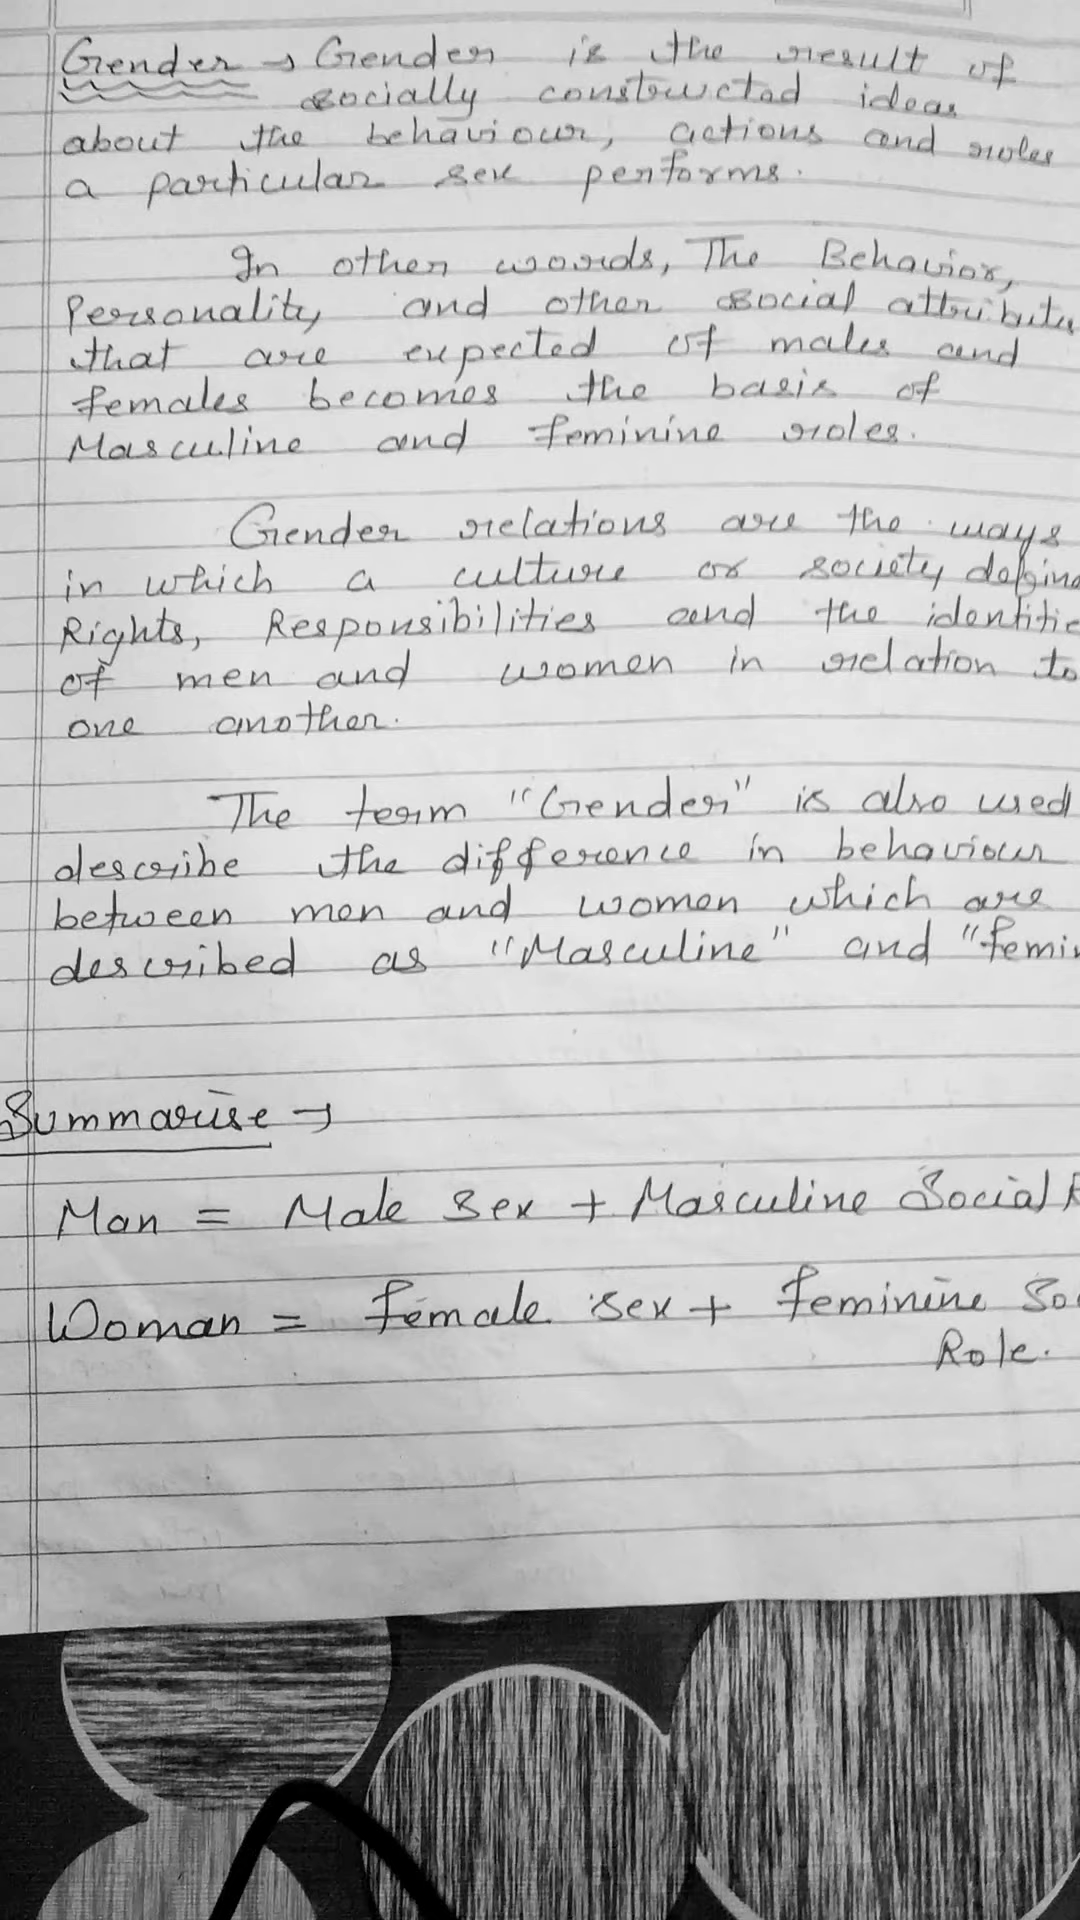 Gender → Gender is the result of
socially constructed ideas
about the behaviour, actions and roles
a particular sex performs.
In other words, The Behavior,
Personality and other social attribute
that are expected of males and
females becomes the basis of
Masculine and feminine roles.
Gender relations are the ways
in which a culture or society define
Rights, Responsibilities and the identitie
of men and women in relation to
one another.
The term "Gender" is also used
describe the difference in behaviour
between men and women which are
described as "Masculine" and "femin
Summarise →
Man = Male Sex + Masculine Social R
Woman = Female sex + Feminine So
Role.